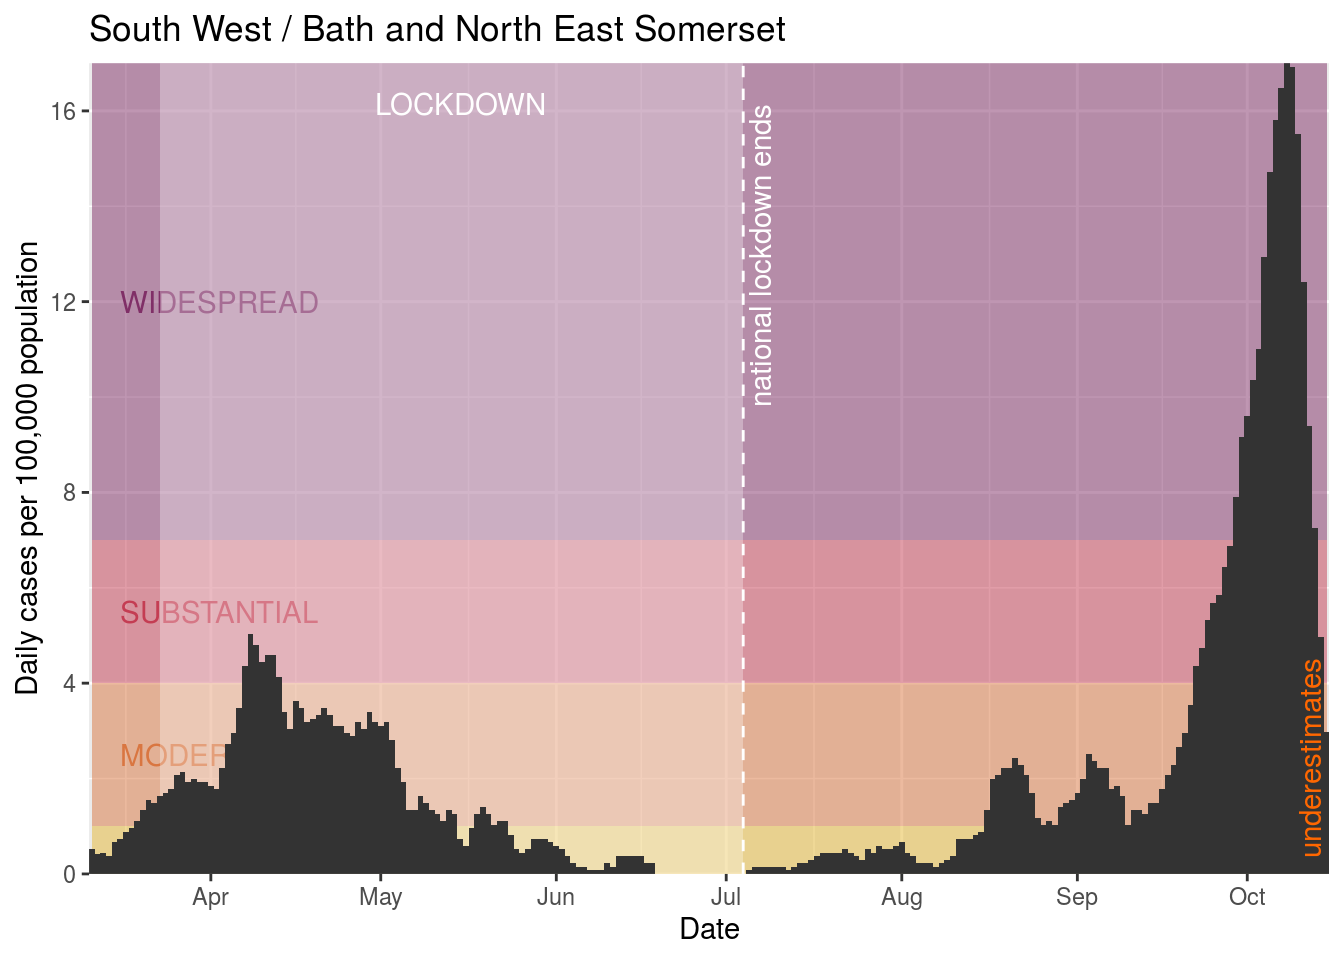 South West / Bath and North East Somerset
Daily cases per 100,000 population
16
12
8
4
0
LOCKDOWN
national lockdown ends
WIDESPREAD
SUBSTANTIAL
MODER
underestimates
Apr
May
Jun
Jul
Aug
Sep
Oct
Date